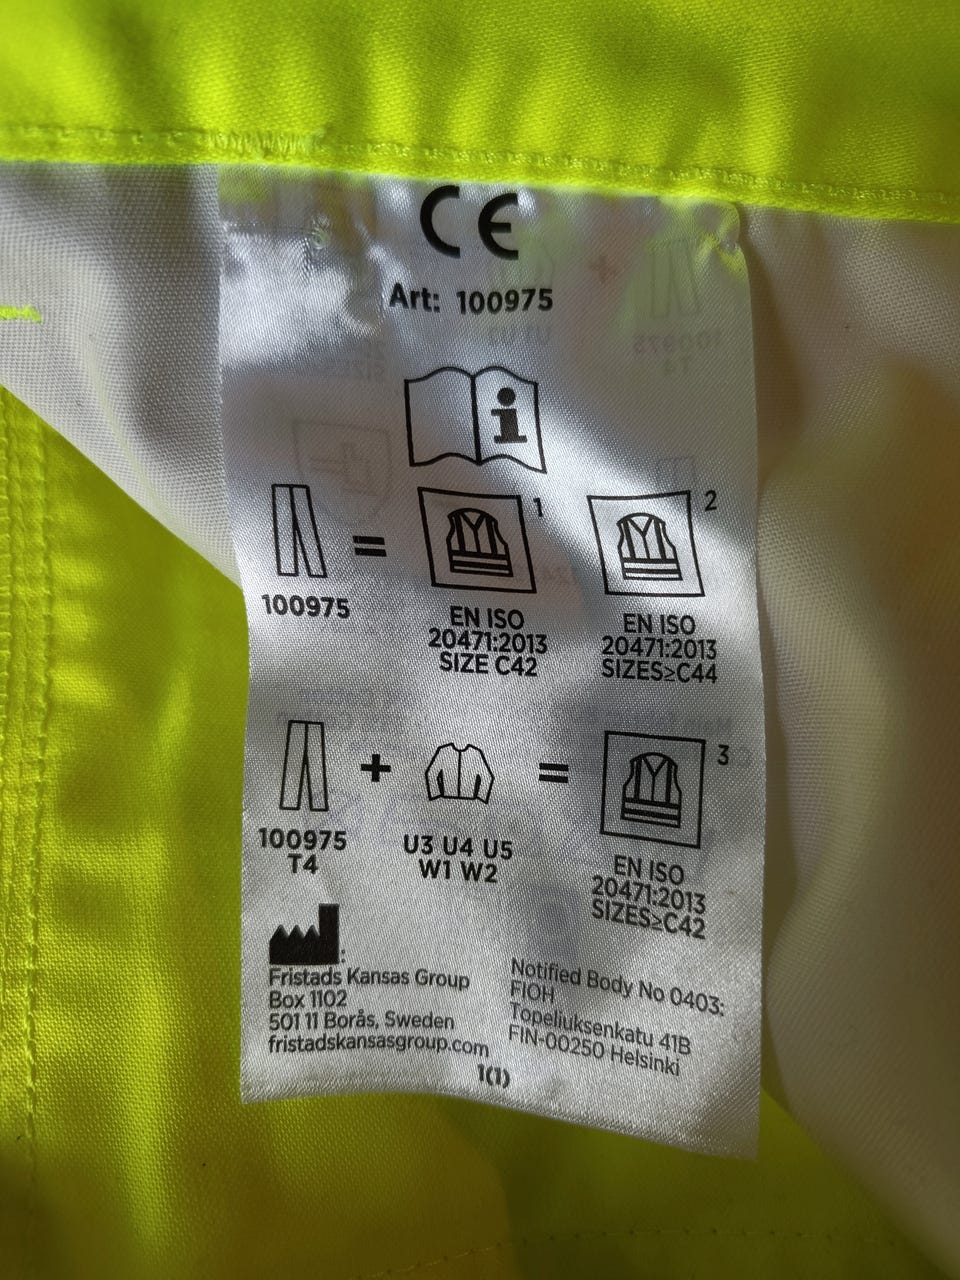 CE
Art: 100975
i
1
2
=
100975
EN ISO
20471:2013
SIZE C42
EN ISO
20471:2013
SIZES≥C44
+
=
3
100975
T4
U3 U4 U5
W1 W2
EN ISO
20471:2013
SIZES≥C42
:
Fristads Kansas Group
Box 1102
501 11 Borås, Sweden
fristadskansasgroup.com
Notified Body No 0403:
FIOH
Topeliuksenkatu 41B
FIN-00250 Helsinki
1(1)